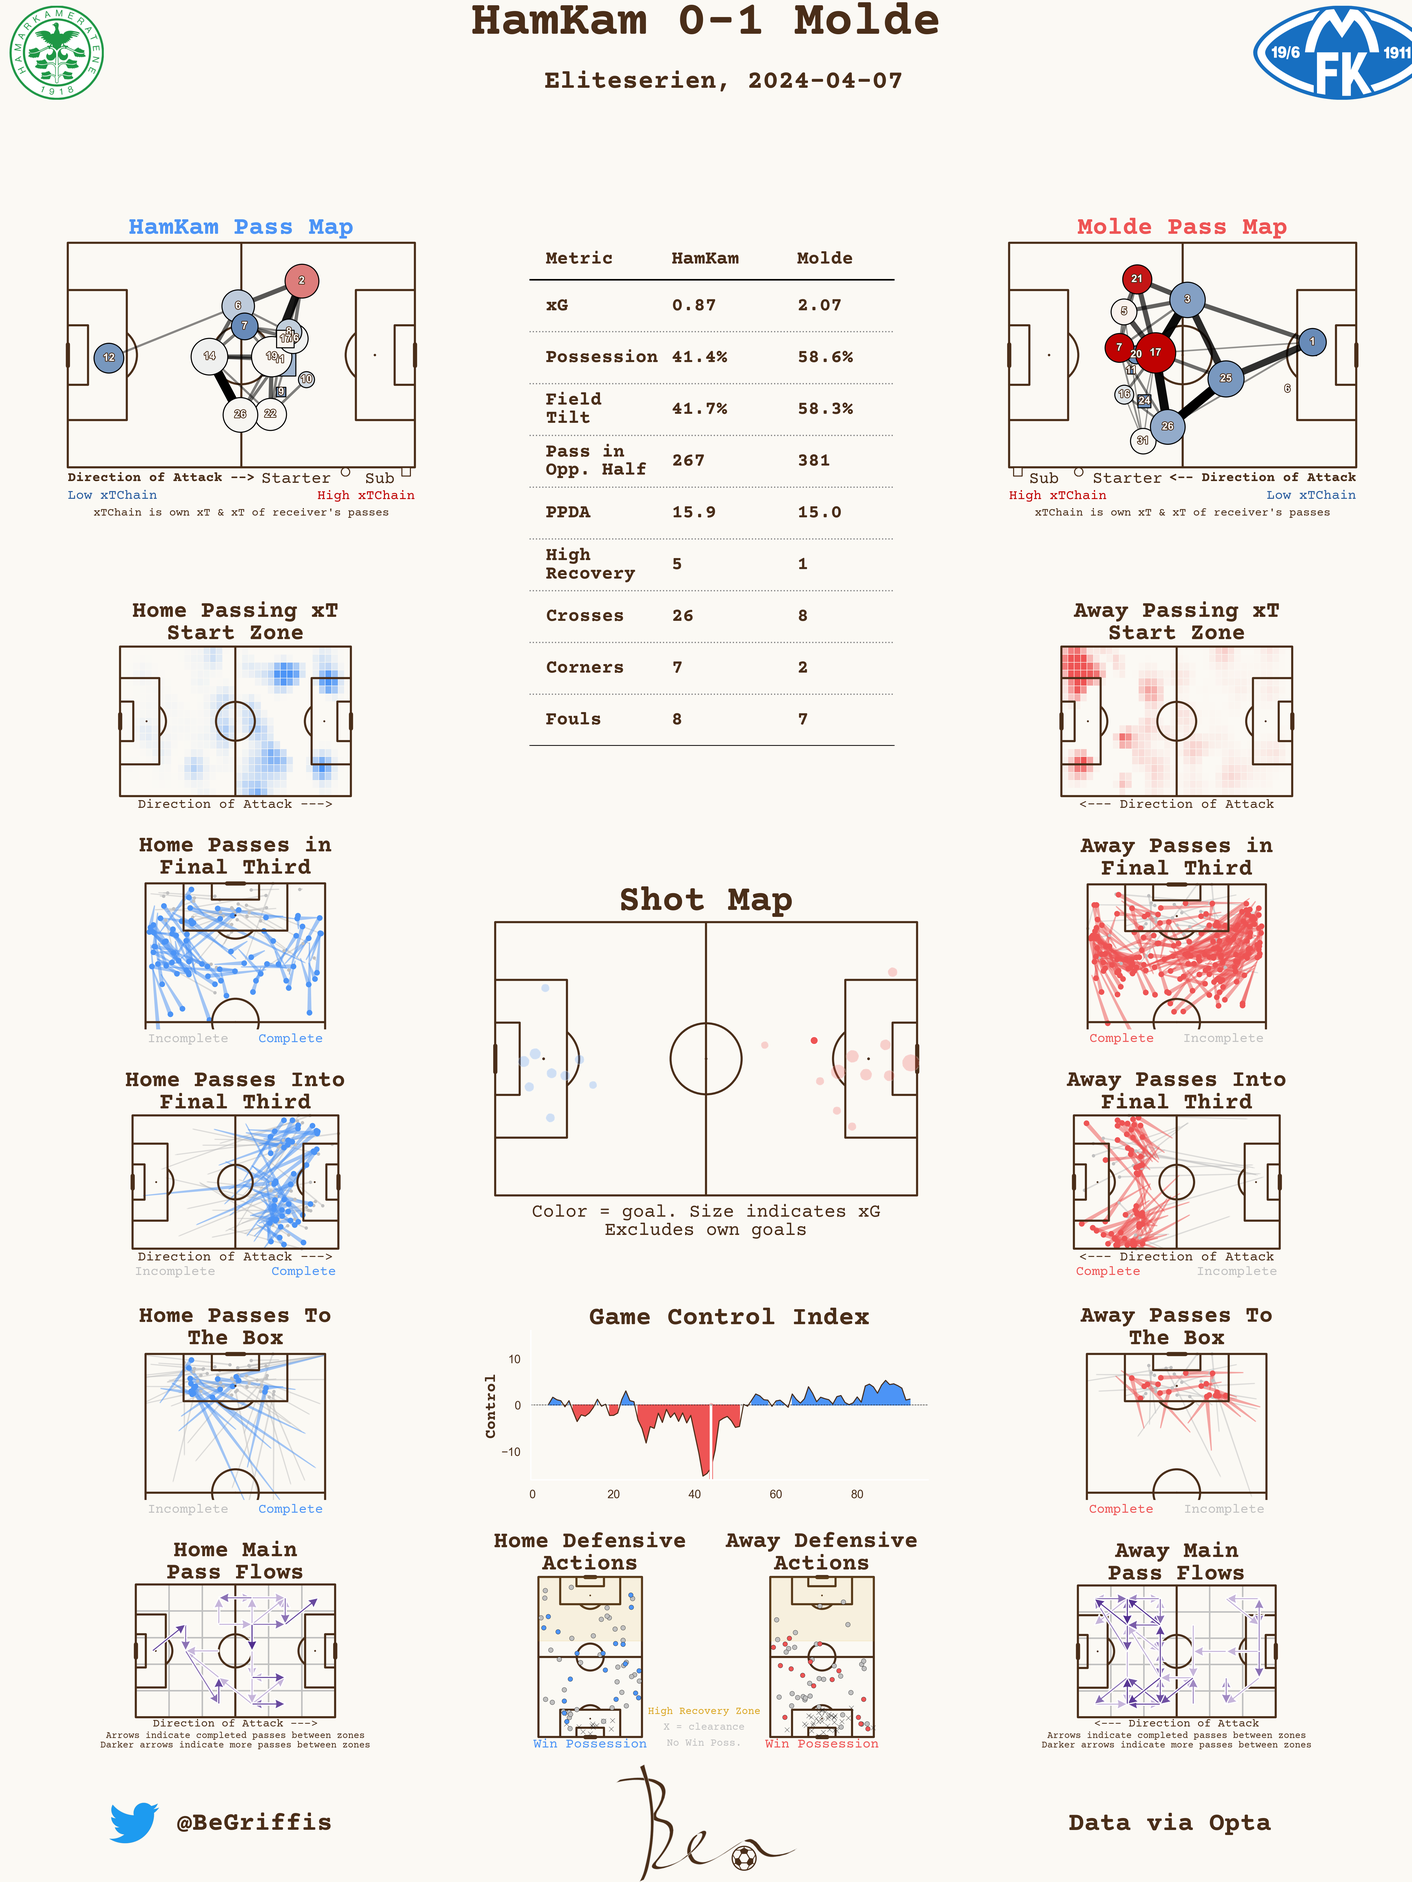 HamKam 0-1 Molde
Eliteserien, 2024-04-07
HAMARKAMERATENE
1918
19/6 M FK 1911
HamKam Pass Map
2
6
7
8
12
14
19
10
9
26
22
Direction of Attack --> Starter Sub
Low xTChain High xTChain
xTChain is own xT & xT of receiver's passes
Metric HamKam Molde
xG 0.87 2.07
Possession 41.4% 58.6%
Field
Tilt 41.7% 58.3%
Pass in
Opp. Half 267 381
PPDA 15.9 15.0
High
Recovery 5 1
Crosses 26 8
Corners 7 2
Fouls 8 7
Molde Pass Map
21
3
5
7
20
17
1
11
25
6
16
24
26
31
Sub Starter <-- Direction of Attack
High xTChain Low xTChain
xTChain is own xT & xT of receiver's passes
Home Passing xT
Start Zone
Direction of Attack --->
Away Passing xT
Start Zone
<--- Direction of Attack
Home Passes in
Final Third
Incomplete Complete
Away Passes in
Final Third
Complete Incomplete
Shot Map
Color = goal. Size indicates xG
Excludes own goals
Home Passes Into
Final Third
Direction of Attack --->
Incomplete Complete
Away Passes Into
Final Third
<--- Direction of Attack
Complete Incomplete
Home Passes To
The Box
Incomplete Complete
Game Control Index
Control
10
0
−10
0 20 40 60 80
Away Passes To
The Box
Complete Incomplete
Home Main
Pass Flows
Direction of Attack --->
Arrows indicate completed passes between zones
Darker arrows indicate more passes between zones
Home Defensive
Actions
Win Possession
High Recovery Zone
X = clearance
No Win Poss.
Away Defensive
Actions
Win Possession
Away Main
Pass Flows
<--- Direction of Attack
Arrows indicate completed passes between zones
Darker arrows indicate more passes between zones
@BeGriffis
Ben
Data via Opta